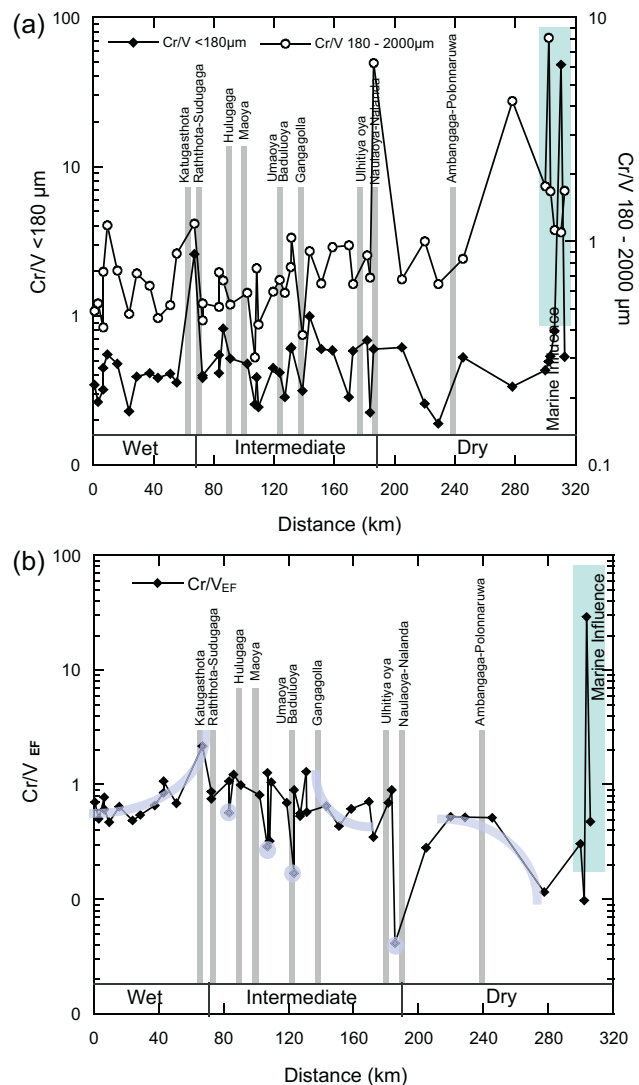 (a)
100
10
1
0
Cr/V <180 µm
Cr/V <180µm
Cr/V 180 - 2000µm
10
1
0.1
Cr/V 180 - 2000 µm
Katugasthota
Raththota-Sudugaga
Hulugaga
Maoya
Umaoya
Baduluoya
Gangagolla
Ulhitiya oya
Naulaoya-Nalanda
Ambangaga-Polonnaruwa
Marine Influence
Wet
Intermediate
Dry
0 40 80 120 160 200 240 280 320
Distance (km)
(b)
100
10
1
0
0
Cr/V EF
Cr/VEF
Katugasthota
Raththota-Sudugaga
Hulugaga
Maoya
Umaoya
Baduluoya
Gangagolla
Ulhitiya oya
Naulaoya-Nalanda
Ambangaga-Polonnaruwa
Marine Influence
Wet
Intermediate
Dry
0 40 80 120 160 200 240 280 320
Distance (km)